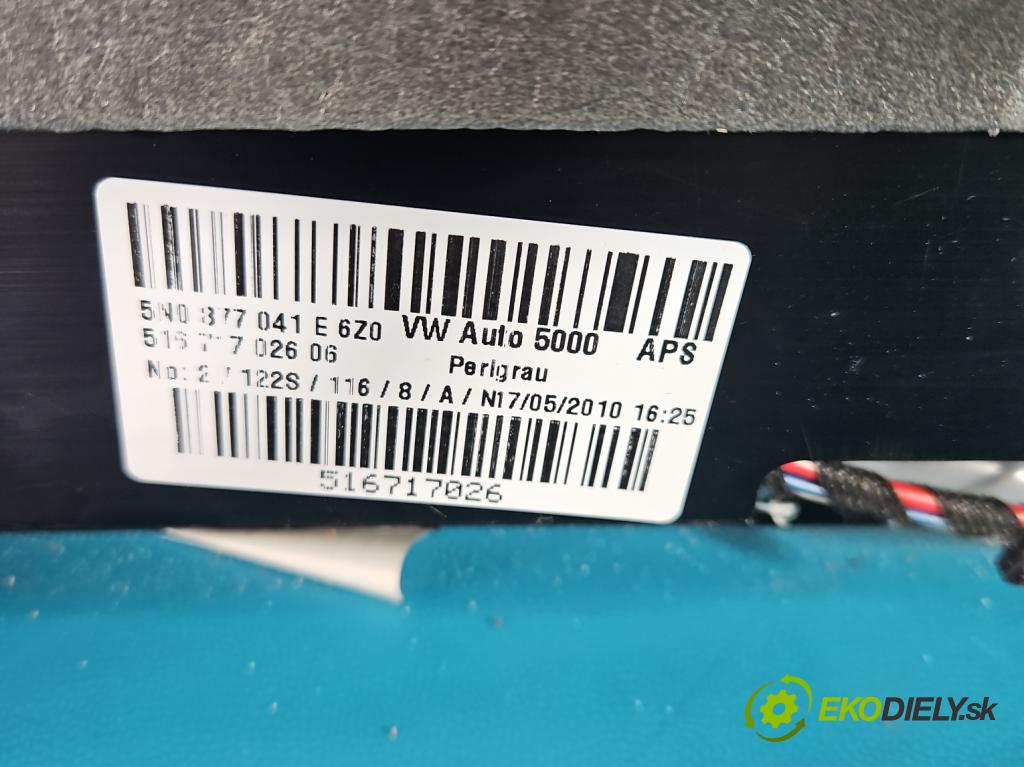 5N0 877 041 E 6Z0 VW Auto 5000 APS
516 717 026 06 Perlgrau
No: 2 / 122S / 116 / 8 / A / N17/05/2010 16:25
516717026
EKODIELY.sk